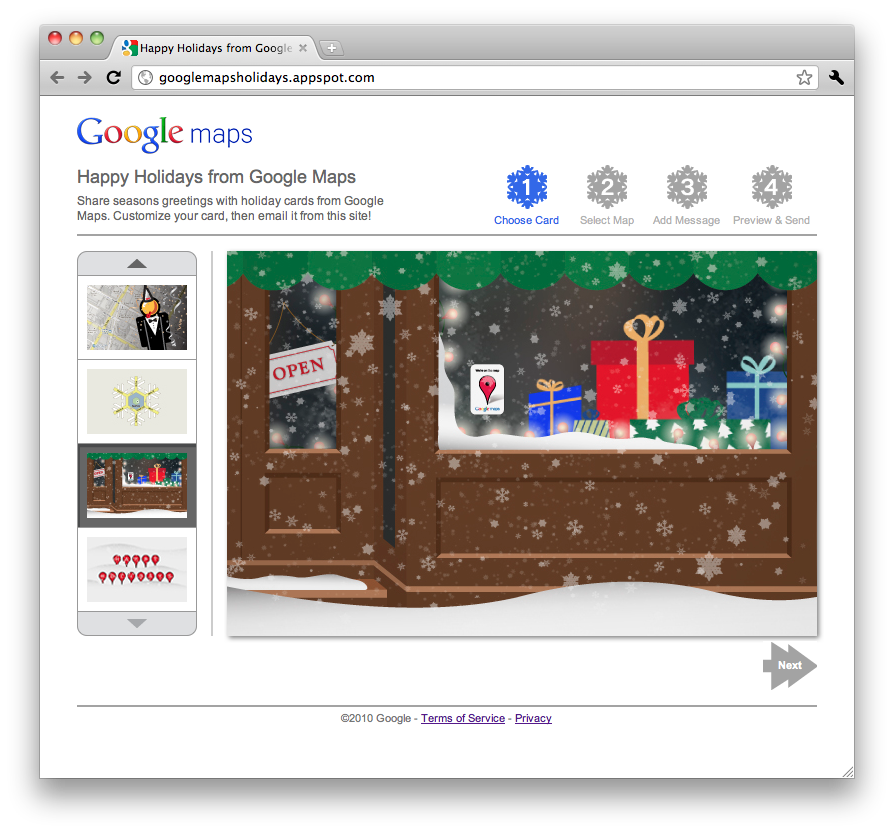 Happy Holidays from Google
googlemapsholidays.appspot.com
Google maps
Happy Holidays from Google Maps
Share seasons greetings with holiday cards from Google
Maps. Customize your card, then email it from this site!
1
2
3
4
Choose Card
Select Map
Add Message
Preview & Send
OPEN
We're on the map
Google maps
OPEN
HAPPY
HOLIDAYS
Next
©2010 Google - Terms of Service - Privacy